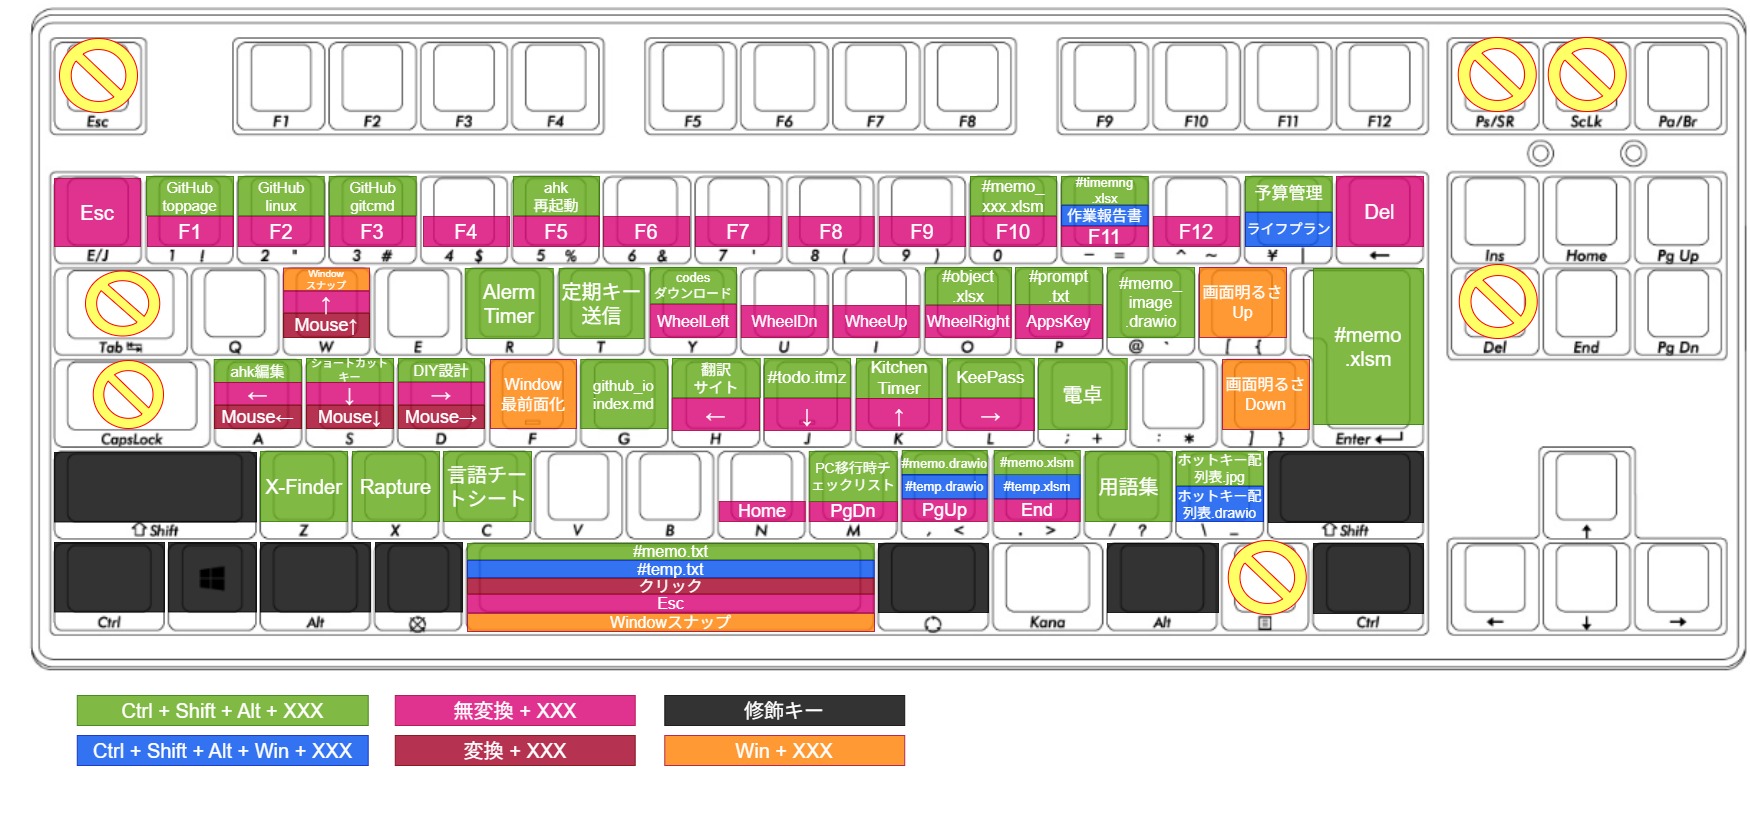 Esc
F1
F2
F3
F4
F5
F6
F7
F8
F9
F10
F11
F12
Ps/SR
ScLk
Pa/Br
Esc
E/J
GitHub
toppage
F1
1 !
GitHub
linux
F2
2 "
GitHub
gitcmd
F3
3 #
F4
4 $
ahk
再起動
F5
5 %
F6
6 &
F7
7 '
F8
8 (
F9
9 )
#memo_
xxx.xlsm
F10
0
#timemng
.xlsx
作業報告書
F11
- =
F12
^ ~
予算管理
ライフプラン
¥ |
Del
←
Ins
Home
Pg Up
Tab
Q
Window
スナップ
↑
Mouse↑
W
E
Alerm
Timer
R
定期キー
送信
T
codes
ダウンロード
WheelLeft
Y
WheelDn
U
WheeUp
I
#object
.xlsx
WheelRight
O
#prompt
.txt
AppsKey
P
#memo_
image
.drawio
@ `
画面明るさ
Up
[ {
#memo
.xlsm
Enter
Del
End
Pg Dn
CapsLock
ahk編集
←
Mouse←
A
ショートカット
キー
↓
Mouse↓
S
DIY設計
→
Mouse→
D
Window
最前面化
F
github_io
index.md
G
翻訳
サイト
←
H
#todo.itmz
↓
J
Kitchen
Timer
↑
K
KeePass
→
L
電卓
; +
: *
画面明るさ
Down
] }
Shift
X-Finder
Z
Rapture
X
言語チー
トシート
C
V
B
Home
N
PC移行時チ
ェックリスト
PgDn
M
#memo.drawio
#temp.drawio
PgUp
, <
#memo.xlsm
#temp.xlsm
End
. >
用語集
/ ?
ホットキー配
列表.jpg
ホットキー配
列表.drawio
\ _
Shift
↑
Ctrl
Alt
#memo.txt
#temp.txt
クリック
Esc
Windowスナップ
Kana
Alt
Ctrl
←
↓
→
Ctrl + Shift + Alt + XXX
無変換 + XXX
修飾キー
Ctrl + Shift + Alt + Win + XXX
変換 + XXX
Win + XXX